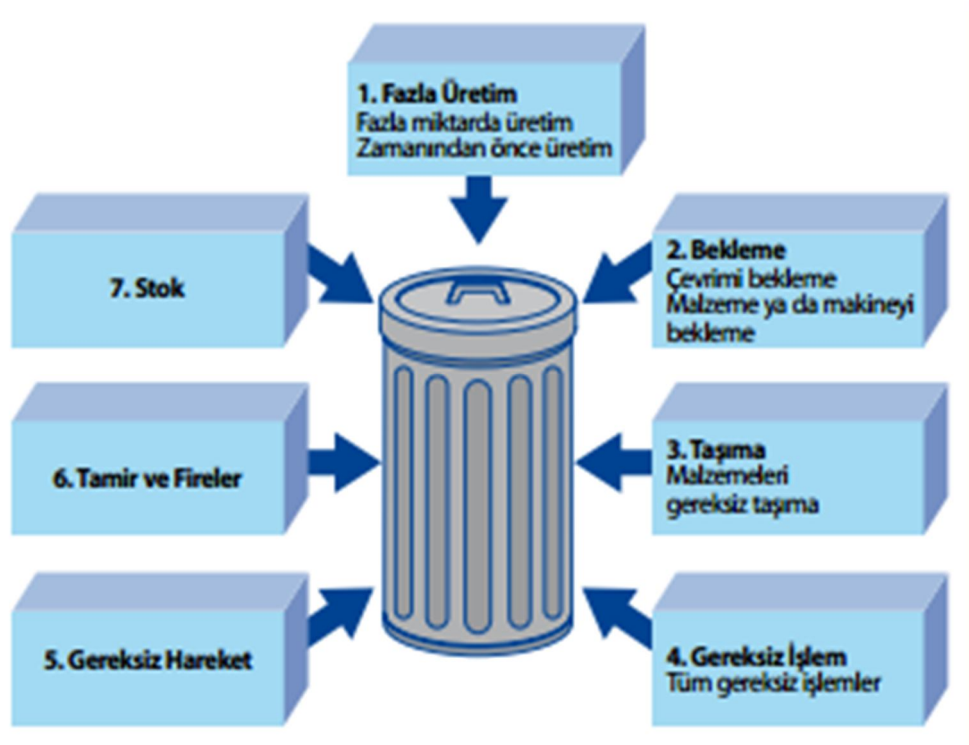 1. Fazla Üretim
Fazla miktarda üretim
Zamanından önce üretim
2. Bekleme
Çevrimi bekleme
Malzeme ya da makineyi
bekleme
3. Taşıma
Malzemeleri
gereksiz taşıma
4. Gereksiz İşlem
Tüm gereksiz işlemler
5. Gereksiz Hareket
6. Tamir ve Fireler
7. Stok